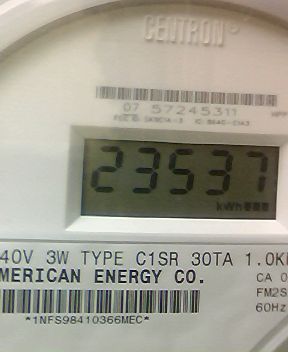 CENTRON®
07 57245311
23537
kWh
40V 3W TYPE C1SR 30TA 1.0K
MERICAN ENERGY CO.
CA 0
FM2S
60Hz
*1NFS98410366MEC*